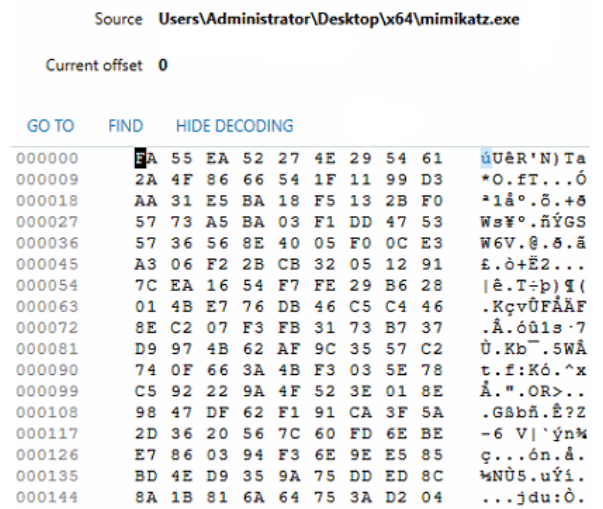 Source Users\Administrator\Desktop\x64\mimikatz.exe
Current offset 0
GO TO FIND HIDE DECODING
000000 FA 55 EA 52 27 4E 29 54 61 úUêR'N)Ta
000009 2A 4F 86 66 54 1F 11 99 D3 *O.fT...Ó
000018 AA 31 E5 BA 18 F5 13 2B F0 ª1åº.õ.+ð
000027 57 73 A5 BA 03 F1 DD 47 53 Ws¥º.ñÝGS
000036 57 36 56 8E 40 05 F0 0C E3 W6V.@.ð.ã
000045 A3 06 F2 2B CB 32 05 12 91 £.ò+Ë2...
000054 7C EA 16 54 F7 FE 29 B6 28 |ê.T÷þ)¶(
000063 01 4B E7 76 DB 46 C5 C4 46 .KçvÛFÅÄF
000072 8E C2 07 F3 FB 31 73 B7 37 .Â.óû1s·7
000081 D9 97 4B 62 AF 9C 35 57 C2 Ù.Kb¯.5WÂ
000090 74 0F 66 3A 4B F3 03 5E 78 t.f:Kó.^x
000099 C5 92 22 9A 4F 52 3E 01 8E Å.".OR>..
000108 98 47 DF 62 F1 91 CA 3F 5A .Gßbñ.Ê?Z
000117 2D 36 20 56 7C 60 FD 6E BE -6 V|`ýn¾
000126 E7 86 03 94 F3 6E 9E E5 85 ç...ón.å.
000135 BD 4E D9 35 9A 75 DD ED 8C ½NÙ5.uÝí.
000144 8A 1B 81 6A 64 75 3A D2 04 ...jdu:Ò.